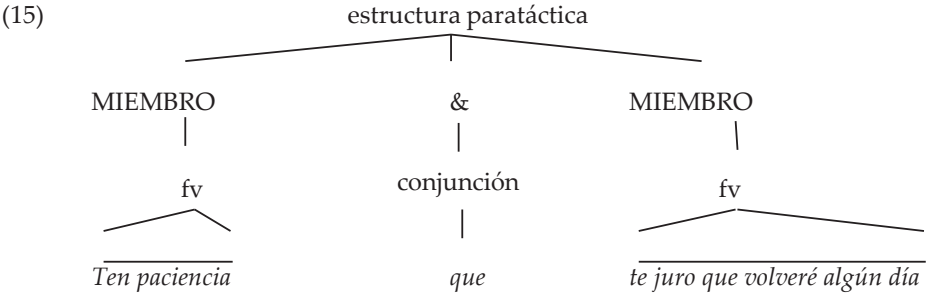 (15) estructura paratáctica
MIEMBRO & MIEMBRO
fv conjunción fv
Ten paciencia que te juro que volveré algún día